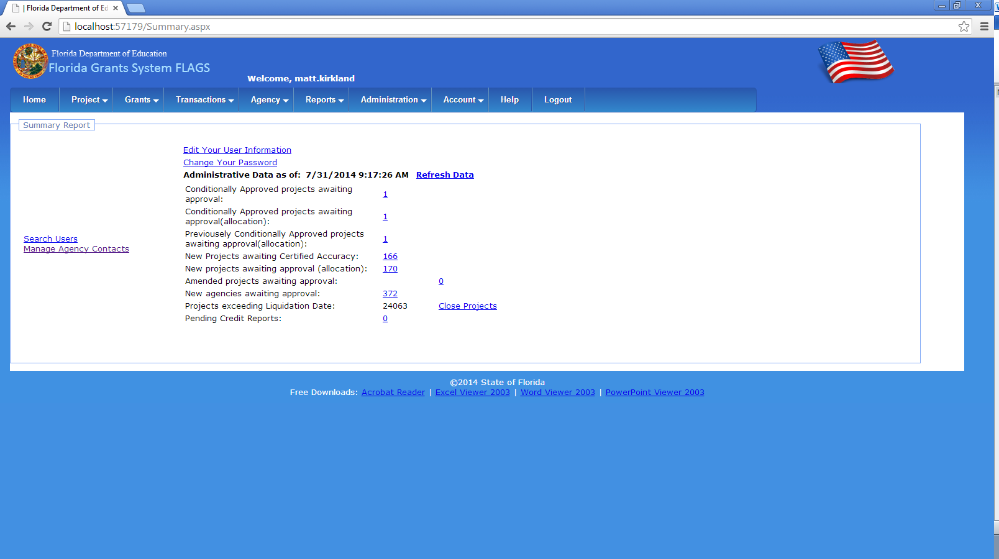 | Florida Department of Ed
localhost:57179/Summary.aspx
Florida Department of Education
Florida Grants System FLAGS
Welcome, matt.kirkland
Home Project Grants Transactions Agency Reports Administration Account Help Logout
Summary Report
Edit Your User Information
Change Your Password
Administrative Data as of: 7/31/2014 9:17:26 AM Refresh Data
Conditionally Approved projects awaiting
approval: 1
Conditionally Approved projects awaiting
approval(allocation): 1
Search Users
Manage Agency Contacts
Previousely Conditionally Approved projects
awaiting approval(allocation): 1
New Projects awaiting Certified Accuracy: 166
New projects awaiting approval (allocation): 170
Amended projects awaiting approval: 0
New agencies awaiting approval: 372
Projects exceeding Liquidation Date: 24063 Close Projects
Pending Credit Reports: 0
©2014 State of Florida
Free Downloads: Acrobat Reader | Excel Viewer 2003 | Word Viewer 2003 | PowerPoint Viewer 2003